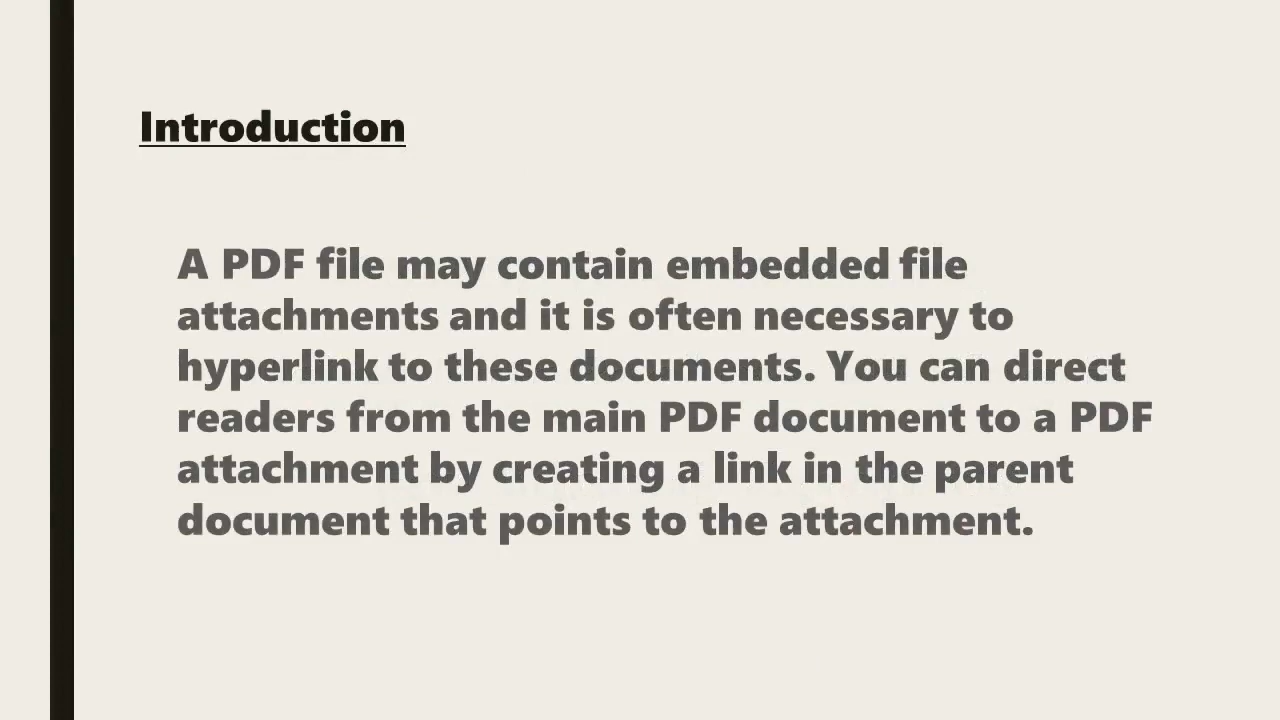 Introduction
A PDF file may contain embedded file
attachments and it is often necessary to
hyperlink to these documents. You can direct
readers from the main PDF document to a PDF
attachment by creating a link in the parent
document that points to the attachment.